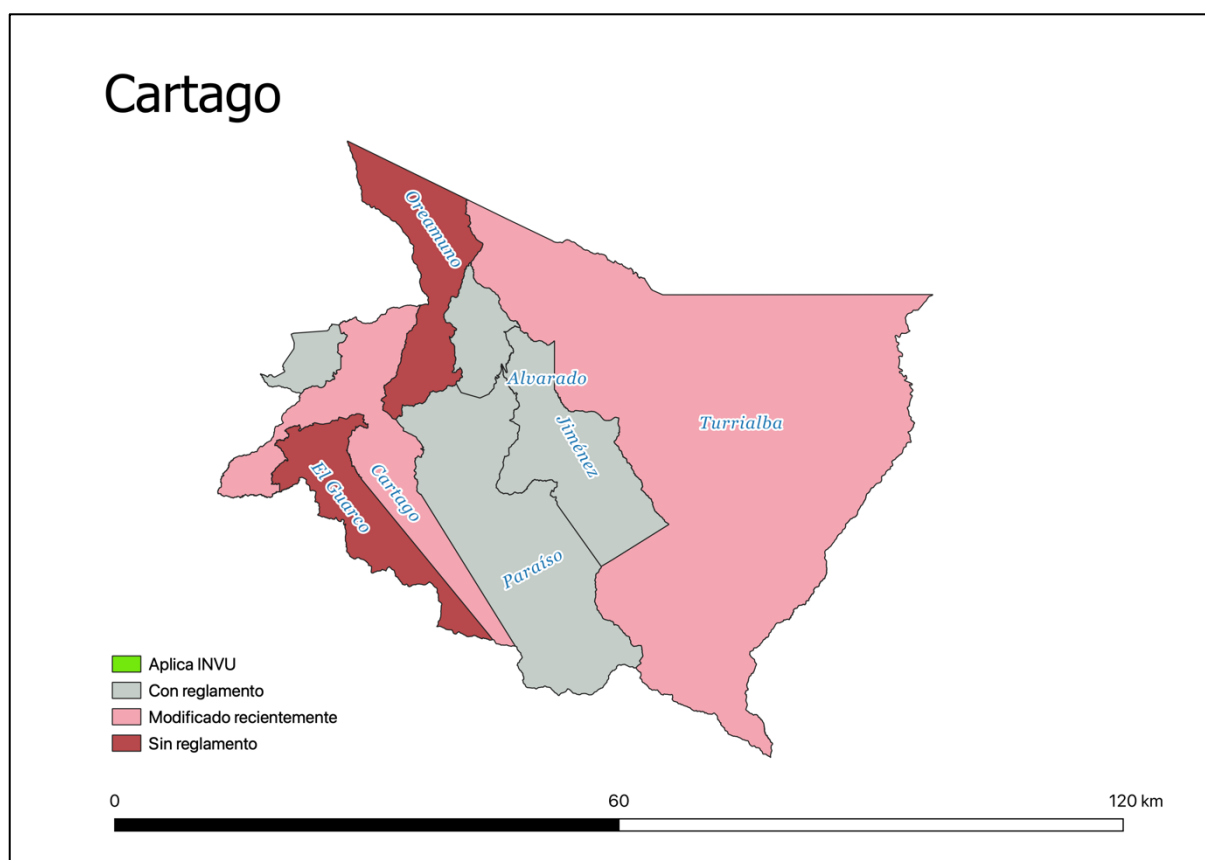 Cartago
Oreamuno
Alvarado
Jiménez
Turrialba
El Guarco
Cartago
Paraíso
Aplica INVU
Con reglamento
Modificado recientemente
Sin reglamento
0 60 120 km